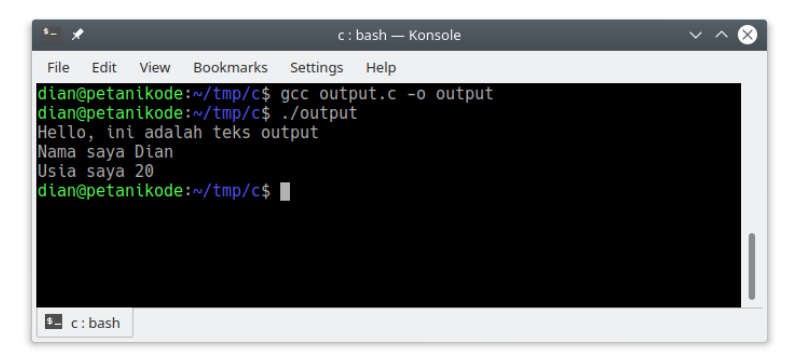 c : bash — Konsole
File Edit View Bookmarks Settings Help
dian@petanikode:~/tmp/c$ gcc output.c -o output
dian@petanikode:~/tmp/c$ ./output
Hello, ini adalah teks output
Nama saya Dian
Usia saya 20
dian@petanikode:~/tmp/c$
c : bash